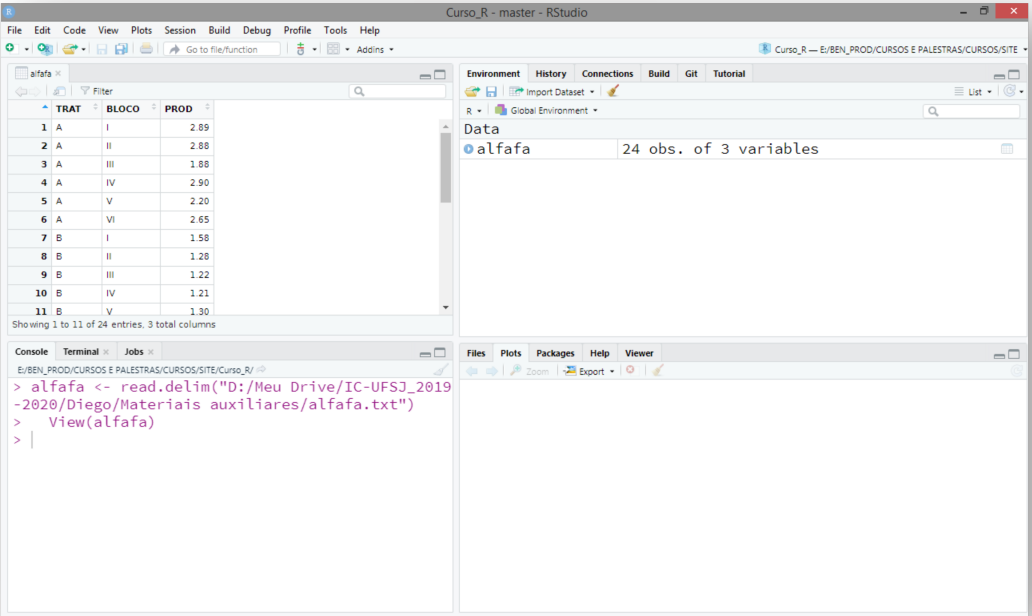 Curso_R - master - RStudio
File Edit Code View Plots Session Build Debug Profile Tools Help
Go to file/function Addins Curso_R — E:/BEN_PROD/CURSOS E PALESTRAS/CURSOS/SITE
alfafa
Filter
TRAT BLOCO PROD
1 A I 2.89
2 A II 2.88
3 A III 1.88
4 A IV 2.90
5 A V 2.20
6 A VI 2.65
7 B I 1.58
8 B II 1.28
9 B III 1.22
10 B IV 1.21
11 B V 1.30
Showing 1 to 11 of 24 entries, 3 total columns
Environment History Connections Build Git Tutorial
Import Dataset List
R Global Environment
Data
alfafa 24 obs. of 3 variables
Console Terminal Jobs
E:/BEN_PROD/CURSOS E PALESTRAS/CURSOS/SITE/Curso_R/
> alfafa <- read.delim("D:/Meu Drive/IC-UFSJ_2019
-2020/Diego/Materiais auxiliares/alfafa.txt")
>   View(alfafa)
>
Files Plots Packages Help Viewer
Zoom Export